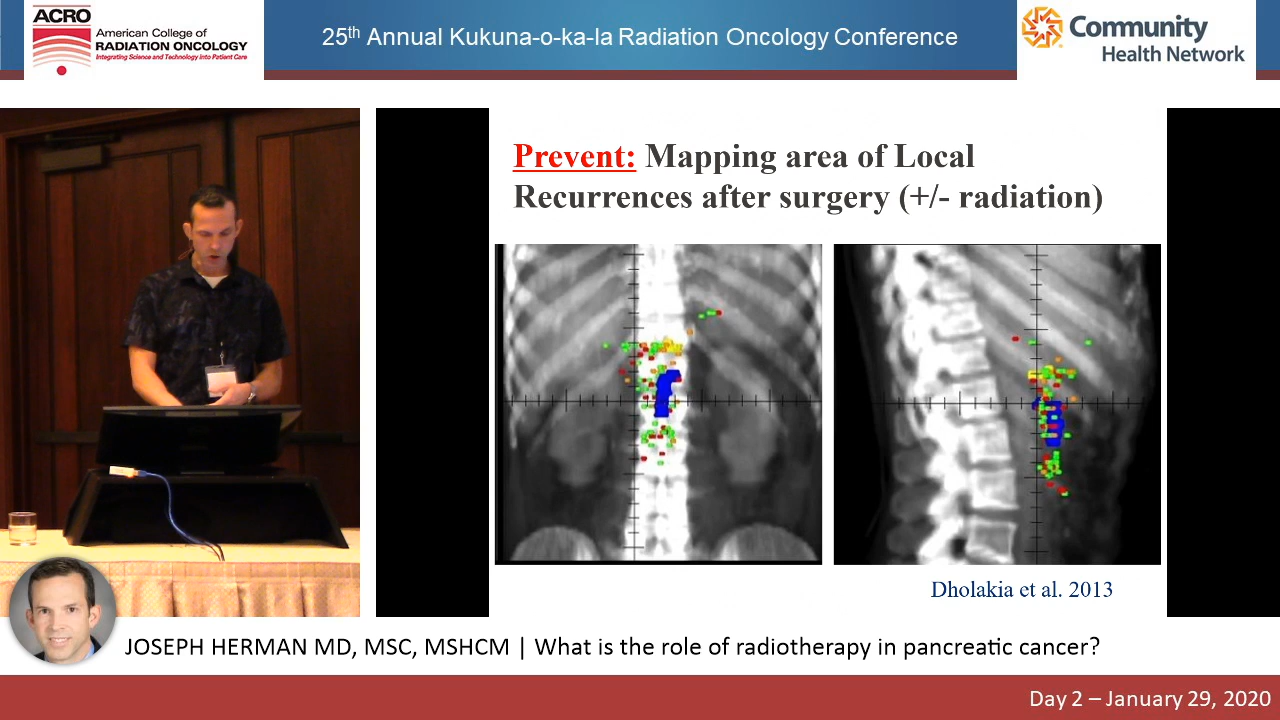 ACRO
American College of
RADIATION ONCOLOGY
Integrating Science and Technology into Patient Care
25th Annual Kukuna-o-ka-la Radiation Oncology Conference
Community
Health Network
Prevent: Mapping area of Local
Recurrences after surgery (+/- radiation)
Dholakia et al. 2013
JOSEPH HERMAN MD, MSC, MSHCM | What is the role of radiotherapy in pancreatic cancer?
Day 2 – January 29, 2020